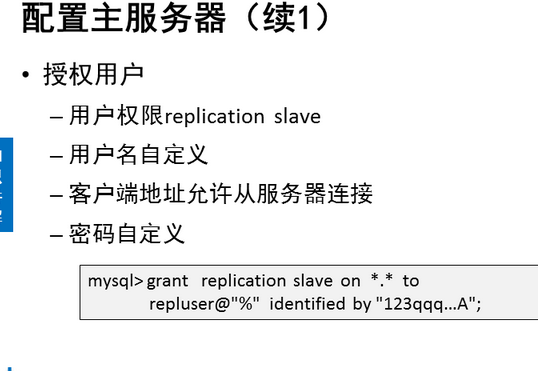 配置主服务器（续1）
• 授权用户
– 用户权限replication slave
– 用户名自定义
– 客户端地址允许从服务器连接
– 密码自定义
mysql> grant replication slave on *.* to
repluser@"%" identified by "123qqq...A";